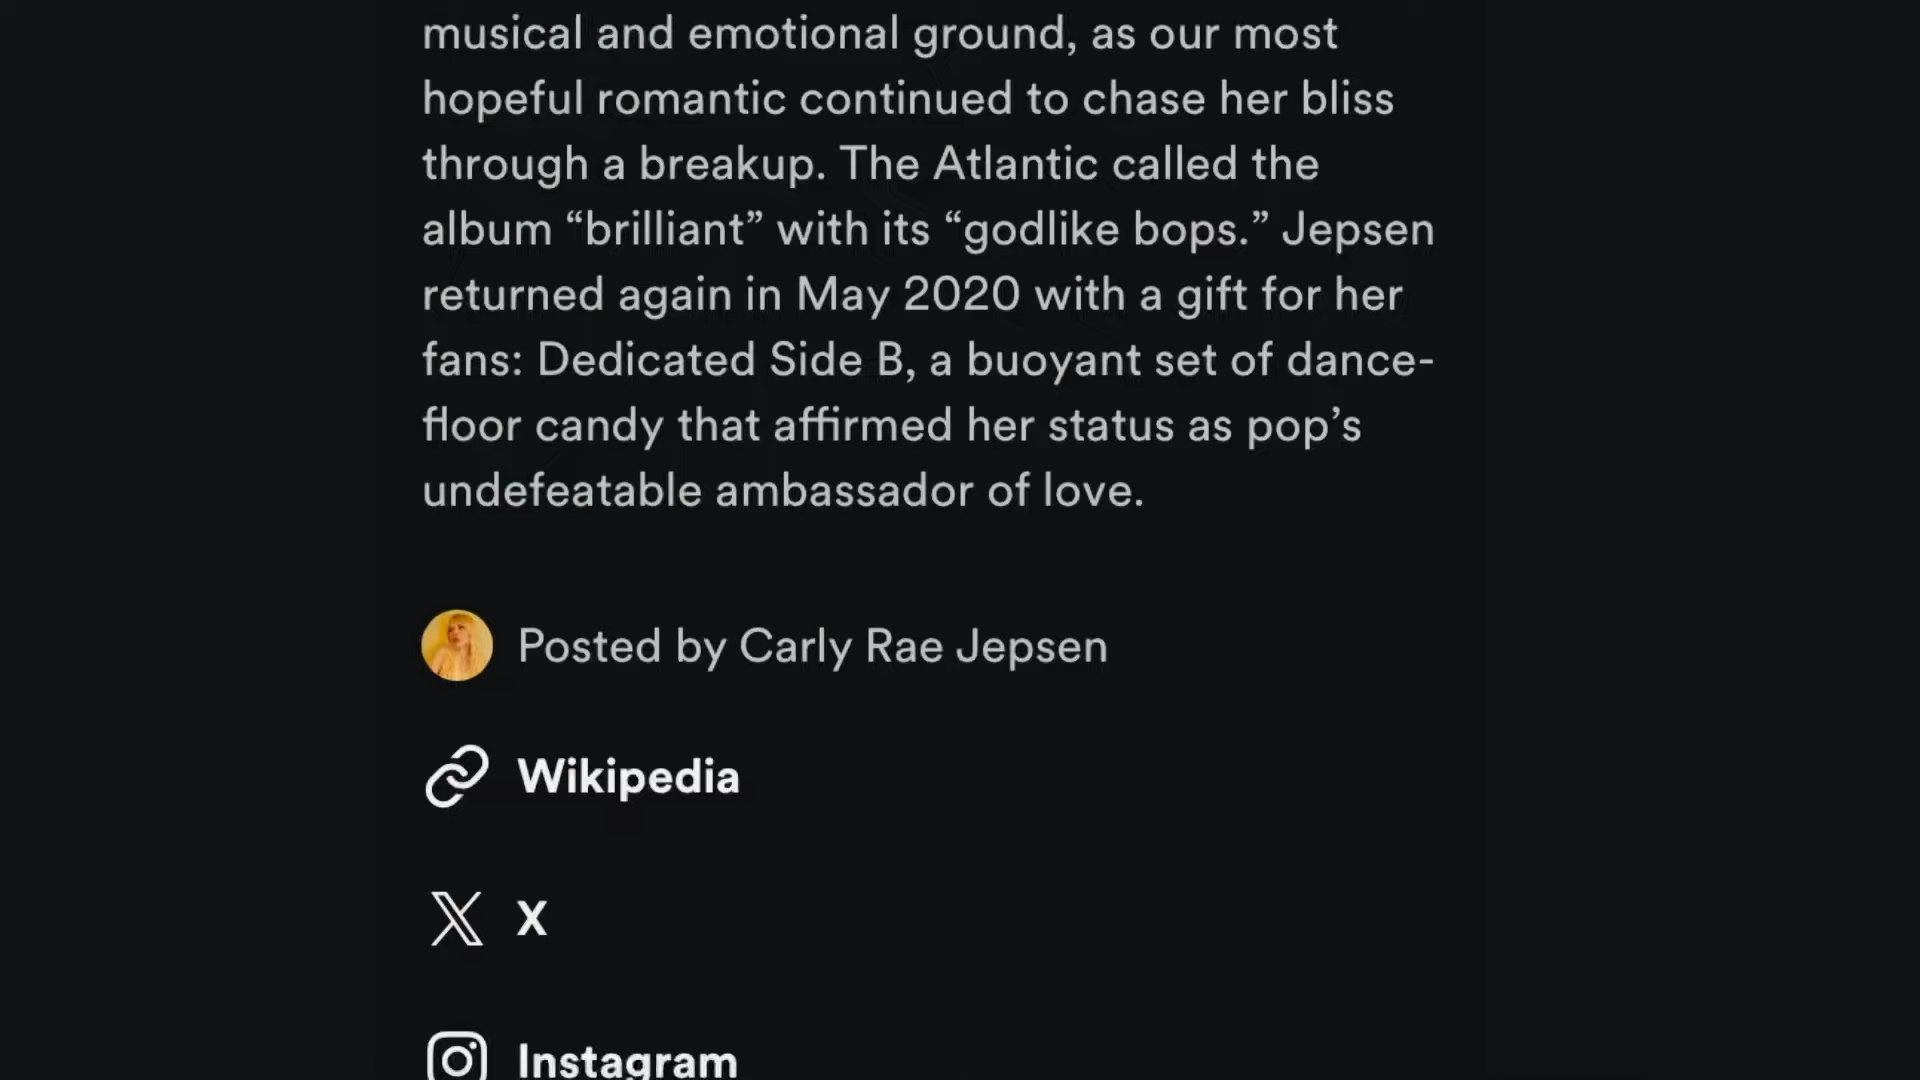 musical and emotional ground, as our most
hopeful romantic continued to chase her bliss
through a breakup. The Atlantic called the
album “brilliant” with its “godlike bops.” Jepsen
returned again in May 2020 with a gift for her
fans: Dedicated Side B, a buoyant set of dance-
floor candy that affirmed her status as pop’s
undefeatable ambassador of love.
Posted by Carly Rae Jepsen
Wikipedia
X
Instagram